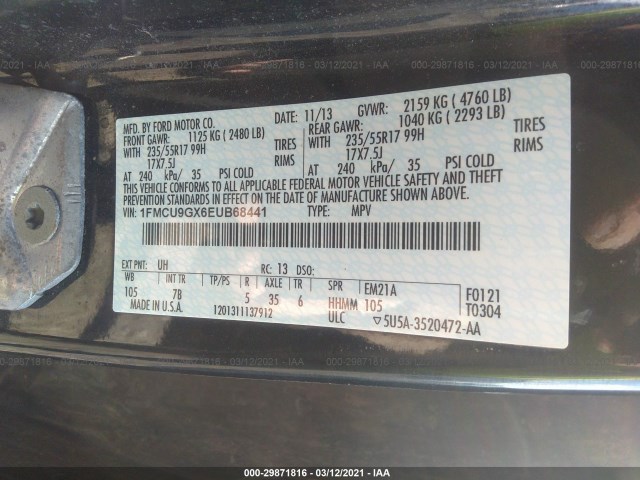 000-29871816 - 03/12/2021 - IAA
MFD. BY FORD MOTOR CO.
DATE: 11/13 GVWR: 2159 KG ( 4760 LB)
FRONT GAWR: 1125 KG ( 2480 LB) REAR GAWR: 1040 KG ( 2293 LB)
WITH 235/55R17 99H TIRES WITH 235/55R17 99H TIRES
17X7.5J RIMS 17X7.5J RIMS
AT 240 kPa/ 35 PSI COLD AT 240 kPa/ 35 PSI COLD
THIS VEHICLE CONFORMS TO ALL APPLICABLE FEDERAL MOTOR VEHICLE SAFETY AND THEFT
PREVENTION STANDARDS IN EFFECT ON THE DATE OF MANUFACTURE SHOWN ABOVE.
VIN: 1FMCU9GX6EUB68441 TYPE: MPV
EXT PNT: UH RC: 13 DSO:
WB INT TR TP/PS R AXLE TR SPR EM21A F0121
105 7B 5 35 6 HHMM 105 T0304
MADE IN U.S.A. 1201311137912 ULC 5U5A-3520472-AA
000-29871816 - 03/12/2021 - IAA
000-29871816 - 03/12/2021 - IAA